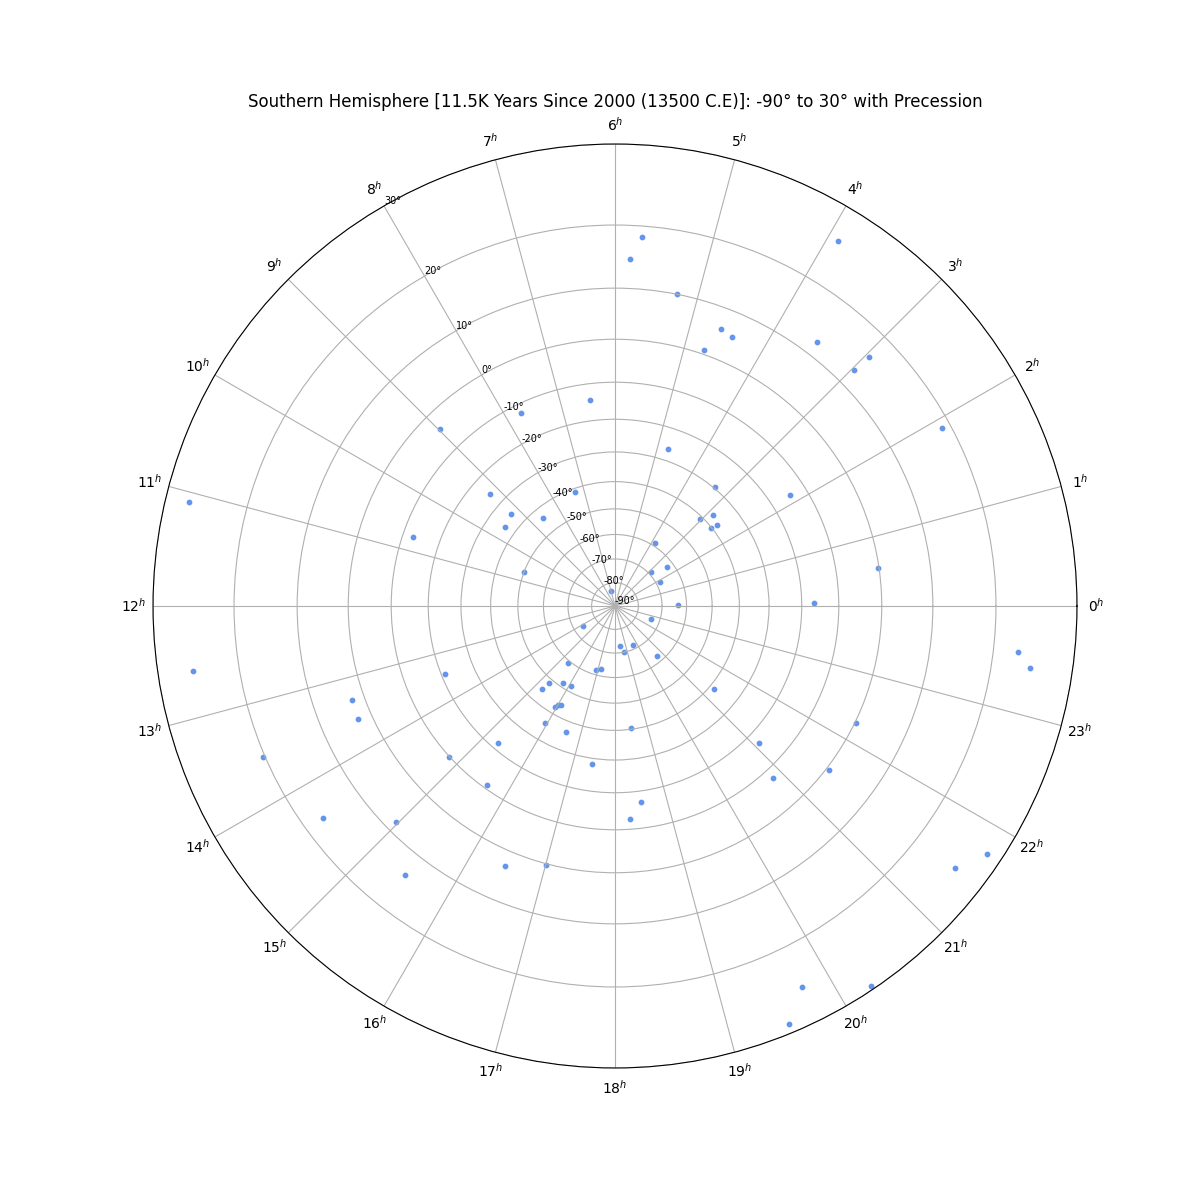 Southern Hemisphere [11.5K Years Since 2000 (13500 C.E)]: -90° to 30° with Precession
6h
7h
5h
8h
4h
30°
9h
3h
20°
10°
10h
2h
0°
-10°
-20°
-30°
11h
1h
-40°
-50°
-60°
-70°
-80°
-90°
12h
0h
13h
23h
14h
22h
15h
21h
16h
20h
17h
19h
18h